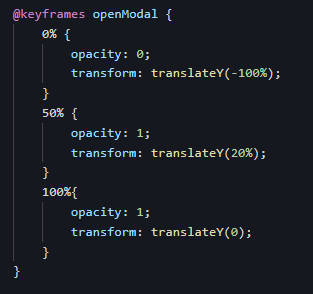 @keyframes openModal {
    0% {
        opacity: 0;
        transform: translateY(-100%);
    }
    50% {
        opacity: 1;
        transform: translateY(20%);
    }
    100%{
        opacity: 1;
        transform: translateY(0);
    }
}